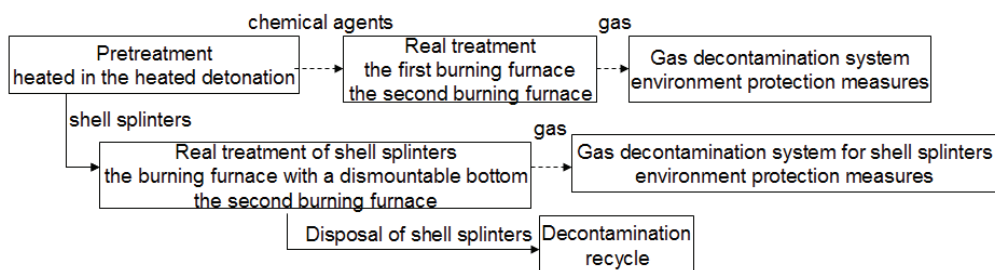 chemical agents
gas
Pretreatment
heated in the heated detonation
Real treatment
the first burning furnace
the second burning furnace
Gas decontamination system
environment protection measures
shell splinters
gas
Real treatment of shell splinters
the burning furnace with a dismountable bottom
the second burning furnace
Gas decontamination system for shell splinters
environment protection measures
Disposal of shell splinters
Decontamination
recycle